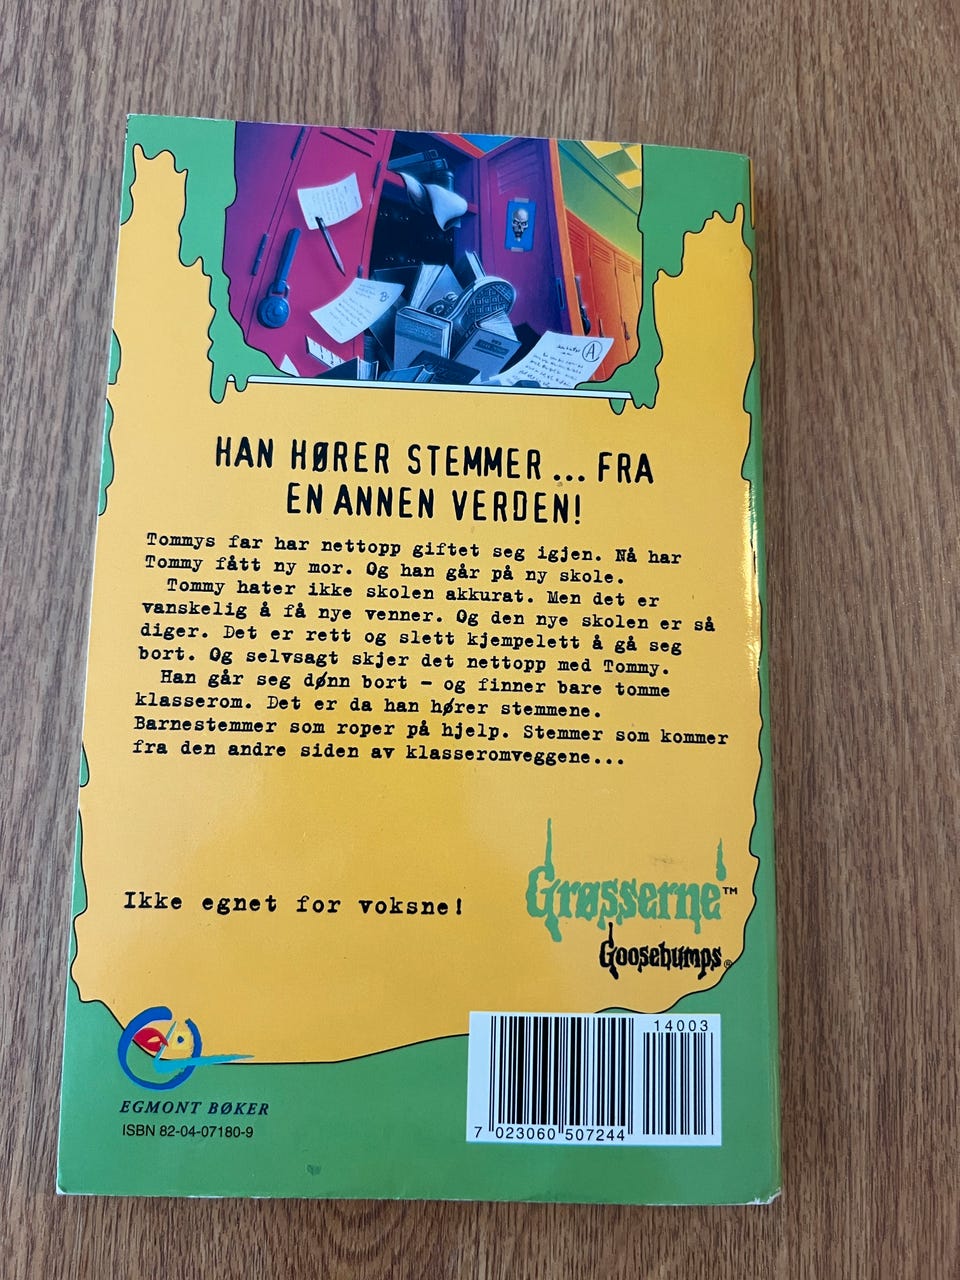 A
HAN HØRER STEMMER... FRA
EN ANNEN VERDEN!
Tommys far har nettopp giftet seg igjen. Nå har
Tommy fått ny mor. Og han går på ny skole.
Tommy hater ikke skolen akkurat. Men det er
vanskelig å få nye venner. Og den nye skolen er så
diger. Det er rett og slett kjempelett å gå seg
bort. Og selvsagt skjer det nettopp med Tommy.
Han går seg dønn bort - og finner bare tomme
klasserom. Det er da han hører stemmene.
Barnestemmer som roper på hjelp. Stemmer som kommer
fra den andre siden av klasseromveggene...
Ikke egnet for voksne!
Grøsserne™
Goosebumps®
EGMONT BØKER
ISBN 82-04-07180-9
14003
7 023060 507244